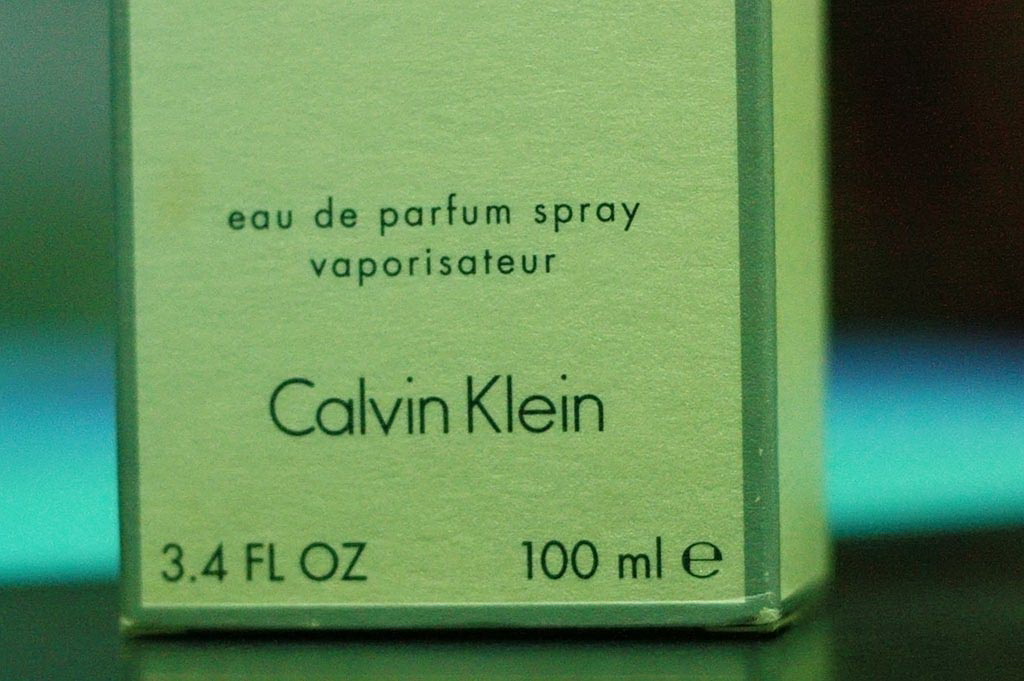 eau de parfum spray
vaporisateur
Calvin Klein
3.4 FL OZ 100 ml ℮